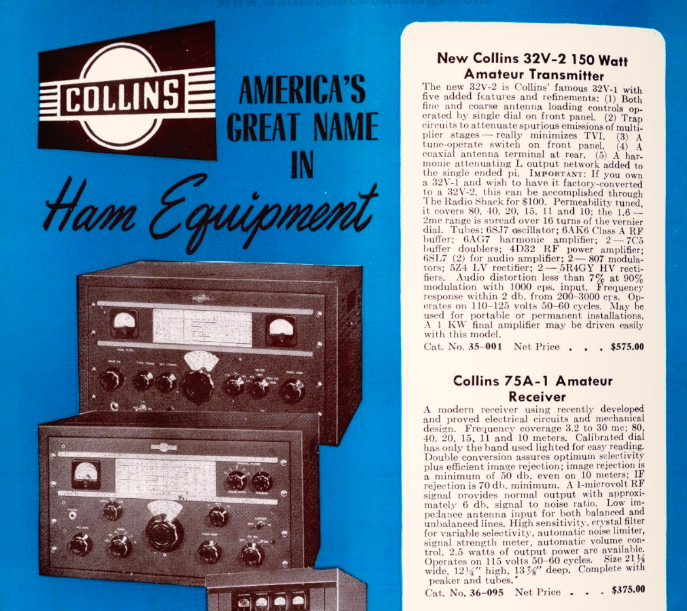 www.RadioShackCatalogs.com
COLLINS
AMERICA'S
GREAT NAME
IN
Ham Equipment
New Collins 32V-2 150 Watt
Amateur Transmitter
The new 32V-2 is Collins' famous 32V-1 with
five added features and refinements: (1) Both
fine and coarse antenna loading controls op-
erated by single dial on front panel. (2) Trap
circuits to attenuate spurious emissions of multi-
plier stages — really minimizes TVI. (3) A
tune-operate switch on front panel. (4) A
coaxial antenna terminal at rear. (5) A har-
monic attenuating L output network added to
the single ended pi. IMPORTANT: If you own
a 32V-1 and wish to have it factory-converted
to a 32V-2, this can be accomplished through
The Radio Shack for $100. Permeability tuned,
it covers 80, 40, 20, 15, 11 and 10; the 1.6 —
2mc range is spread over 16 turns of the vernier
dial. Tubes: 6SJ7 oscillator; 6AK6 Class A RF
buffer; 6AG7 harmonic amplifier; 2 — 7C5
buffer doublers; 4D32 RF power amplifier;
6SL7 (2) for audio amplifier; 2 — 807 modula-
tors; 5Z4 LV rectifier; 2 — 5R4GY HV recti-
fiers. Audio distortion less than 7% at 90%
modulation with 1000 cps. input. Frequency
response within 2 db. from 200-3000 cps. Op-
erates on 110-125 volts 50-60 cycles. May be
used for portable or permanent installations.
A 1 KW final amplifier may be driven easily
with this model.
Cat. No. 35-001 Net Price . . . $575.00
Collins 75A-1 Amateur
Receiver
A modern receiver using recently developed
and proved electrical circuits and mechanical
design. Frequency coverage 3.2 to 30 mc; 80,
40, 20, 15, 11 and 10 meters. Calibrated dial
has only the band used lighted for easy reading.
Double conversion assures optimum selectivity
plus efficient image rejection; image rejection is
a minimum of 50 db. even on 10 meters; IF
rejection is 70 db. minimum. A 1-microvolt RF
signal provides normal output with approxi-
mately 6 db. signal to noise ratio. Low im-
pedance antenna input for both balanced and
unbalanced lines. High sensitivity, crystal filter
for variable selectivity, automatic noise limiter,
signal strength meter, automatic volume con-
trol, 2.5 watts of output power are available.
Operates on 115 volts 50-60 cycles. Size 21¼
wide, 12¼" high, 13⅞" deep. Complete with
peaker and tubes.
Cat. No. 36-095 Net Price . . . $375.00